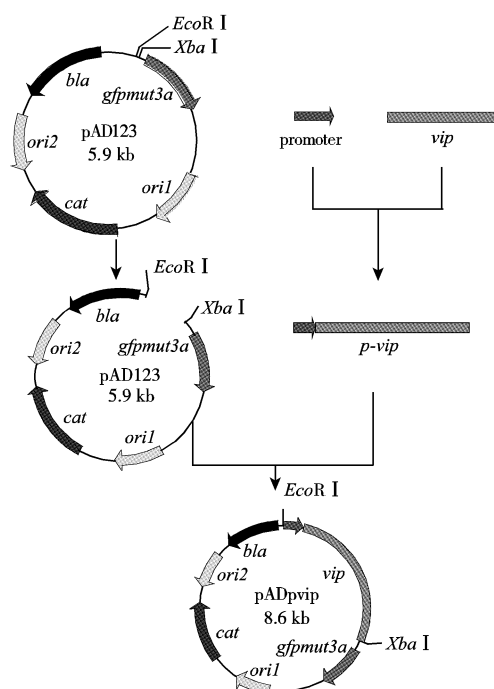 EcoR I
Xba I
bla
gfpmut3a
pAD123
5.9 kb
ori2
ori1
cat
promoter
vip
EcoR I
Xba I
bla
gfpmut3a
ori2
pAD123
5.9 kb
cat
ori1
p-vip
EcoR I
bla
ori2
vip
pADpvip
8.6 kb
cat
gfpmut3a
Xba I
ori1